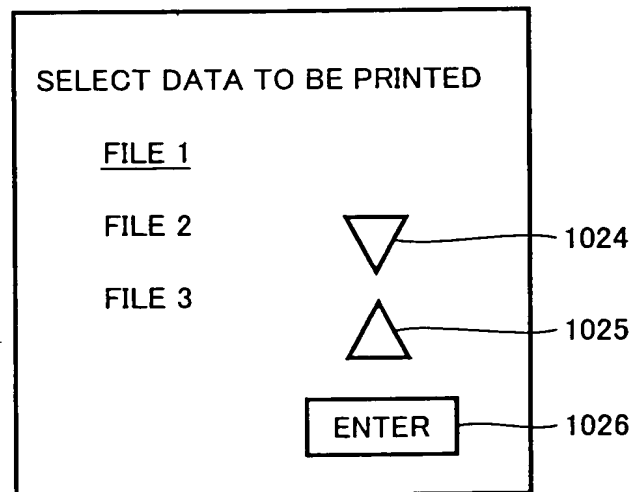 SELECT DATA TO BE PRINTED
FILE 1
FILE 2
1024
FILE 3
1025
ENTER
1026